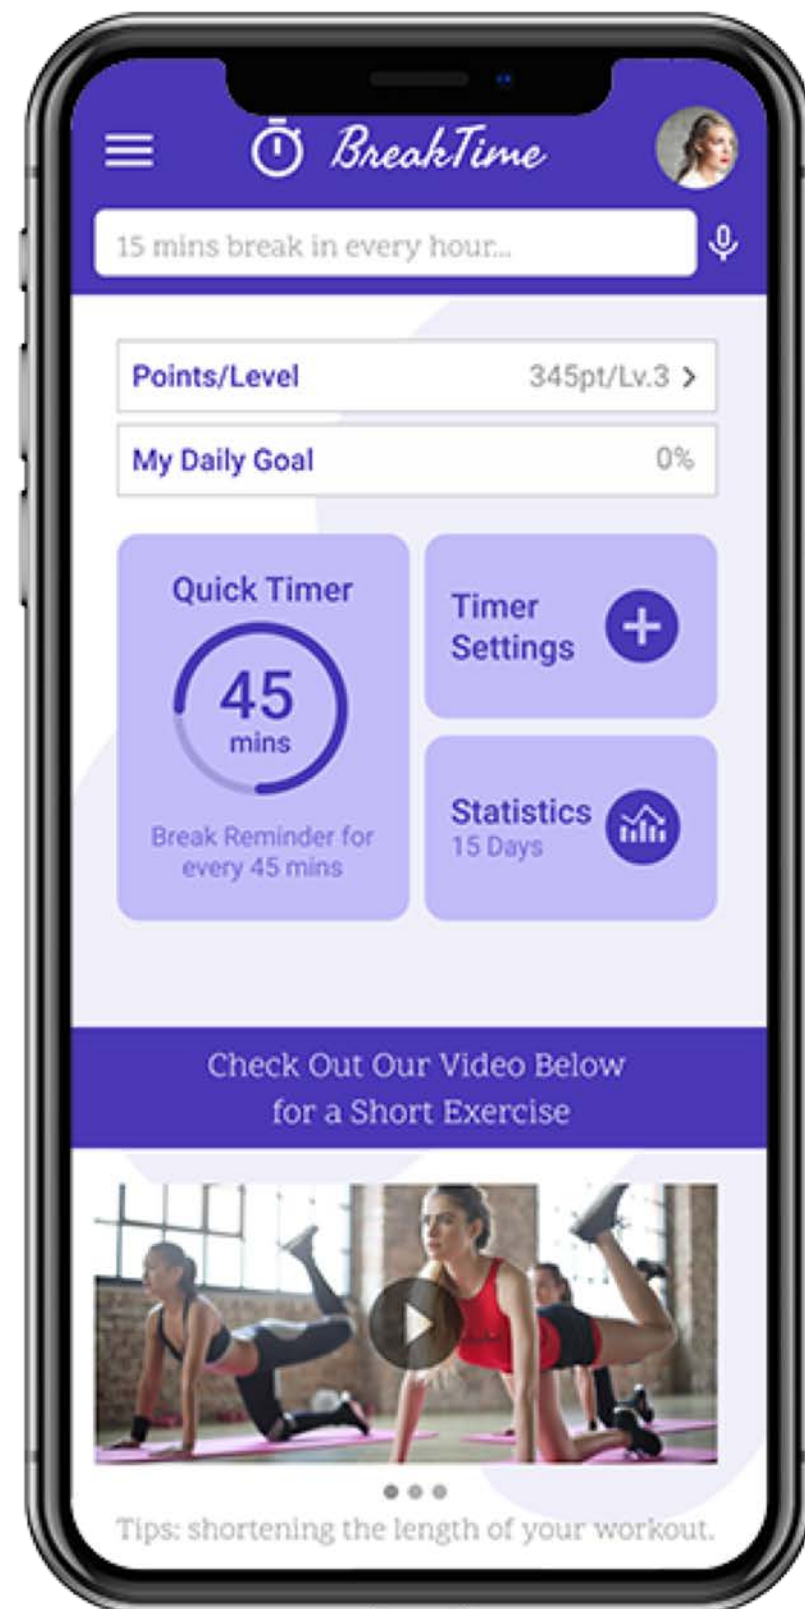 BreakTime
15 mins break in every hour...
Points/Level 345pt/Lv.3 >
My Daily Goal 0%
Quick Timer
45
mins
Break Reminder for
every 45 mins
Timer
Settings
Statistics
15 Days
Check Out Our Video Below
for a Short Exercise
Tips: shortening the length of your workout.